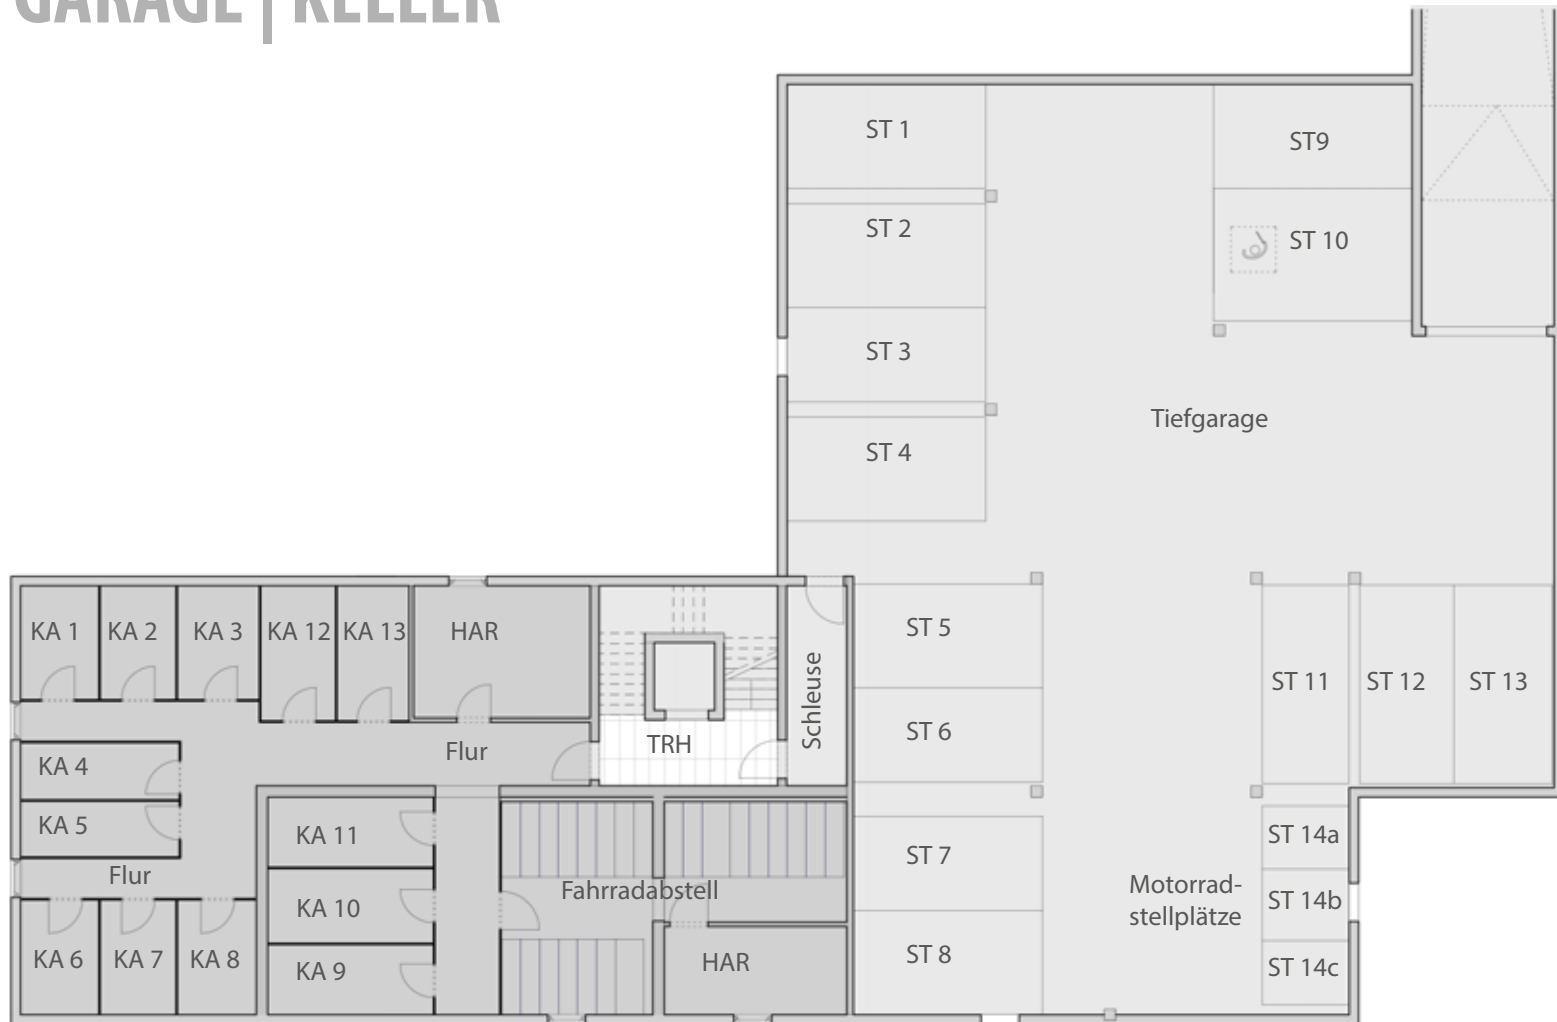 GARAGE | KELLER
ST 1
ST9
ST 2
ST 10
ST 3
Tiefgarage
ST 4
KA 1
KA 2
KA 3
KA 12
KA 13
HAR
Schleuse
ST 5
ST 11
ST 12
ST 13
Flur
TRH
ST 6
KA 4
KA 5
KA 11
Flur
Fahrradabstell
ST 7
ST 14a
Motorrad-
stellplätze
ST 14b
KA 10
KA 6
KA 7
KA 8
KA 9
HAR
ST 8
ST 14c